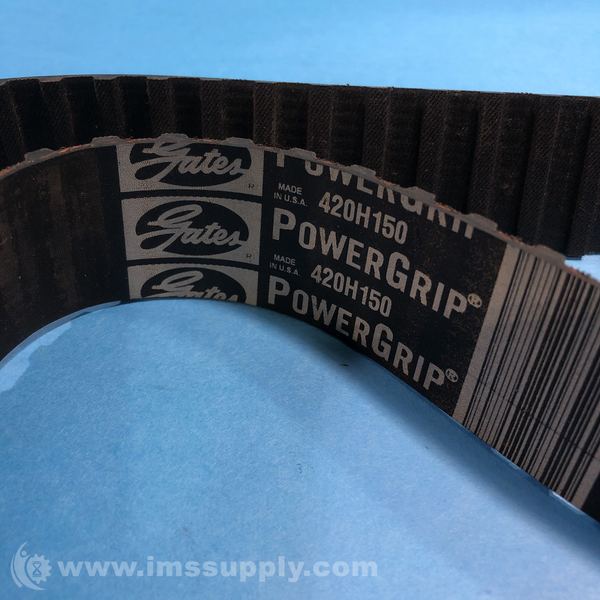 Gates
POWERGRIP
MADE
IN U.S.A.
420H150
Gates
R
POWERGRIP®
MADE
IN U.S.A.
420H150
Gates
POWERGRIP®
www.imssupply.com